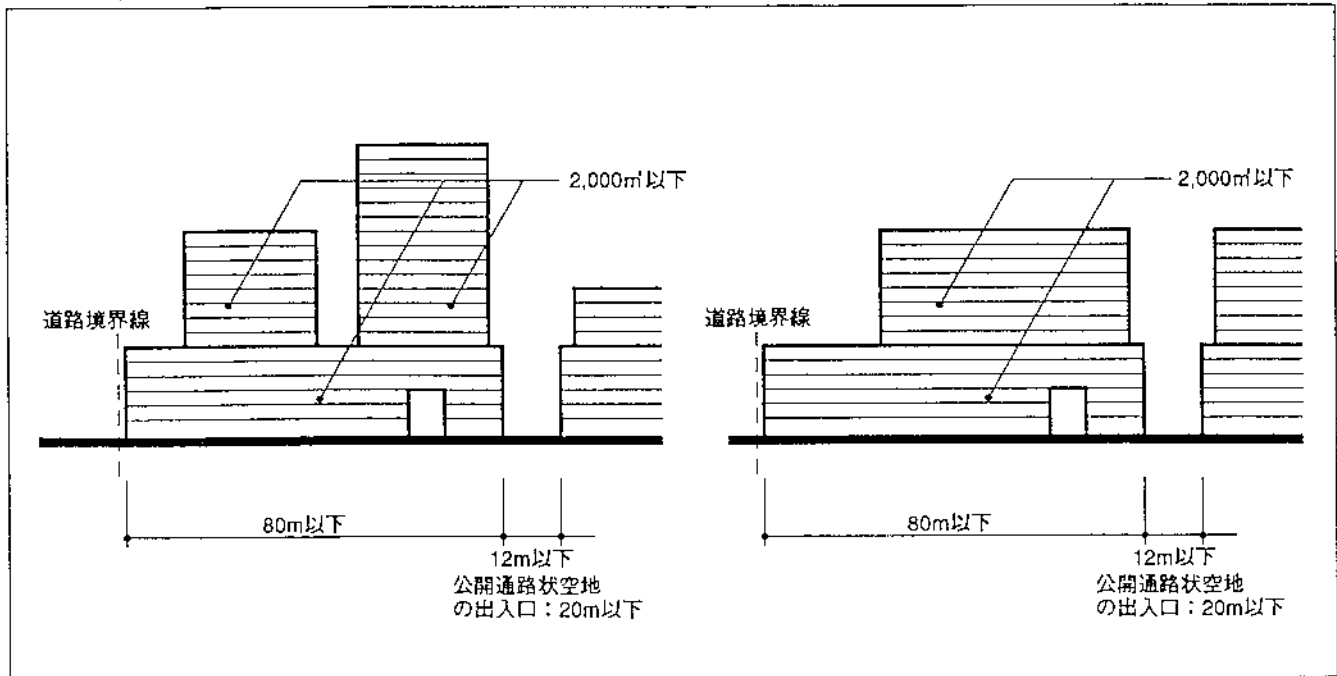 2,000㎡以下
道路境界線
80m以下
12m以下
公開通路状空地
の出入口：20m以下
2,000㎡以下
道路境界線
80m以下
12m以下
公開通路状空地
の出入口：20m以下